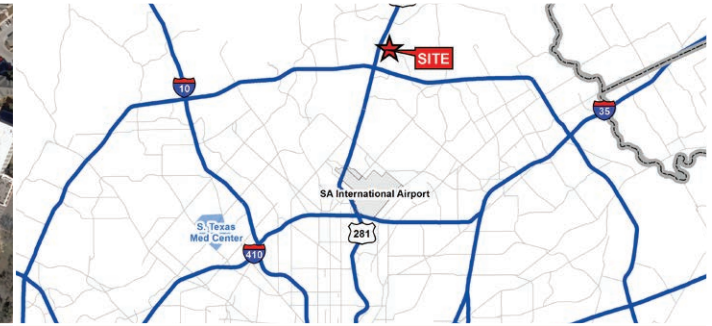 SITE
10
35
SA International Airport
S. Texas
Med Center
281
410